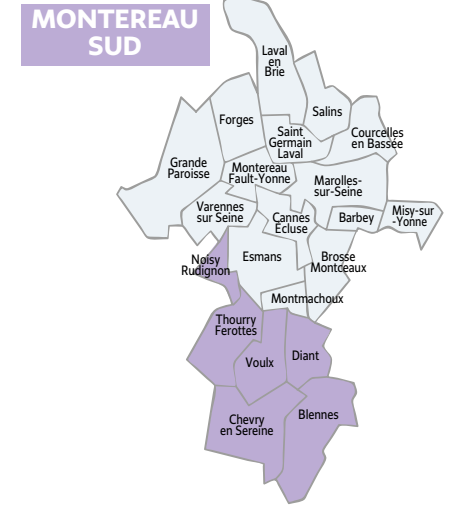 MONTEREAU
SUD
Laval
en
Brie
Salins
Forges
Saint
Germain
Laval
Courcelles
en Bassée
Grande
Paroisse
Montereau
Fault-Yonne
Marolles-
sur-Seine
Varennes
sur Seine
Cannes
Écluse
Barbey
Misy-sur
-Yonne
Noisy
Rudignon
Esmans
Brosse
Montceaux
Montmachoux
Thourry
Ferottes
Voulx
Diant
Chevry
en Sereine
Blennes